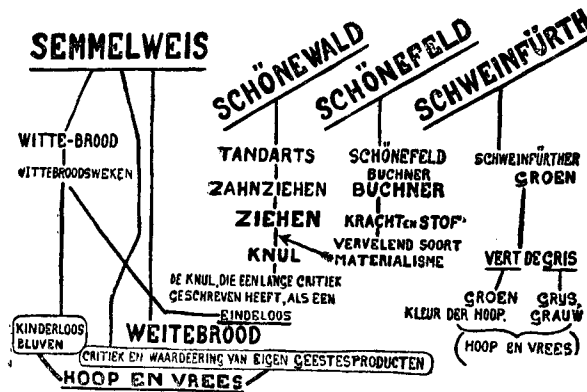 SEMMELWEIS
WITTE-BROOD
WITTEBROODSWEKEN
KINDERLOOS
BLUVEN
WEITEBROOD
CRITIEK EN WAARDEERING VAN EIGEN GEESTESPRODUCTEN
HOOP EN VREES
SCHÖNEWALD
TANDARTS
ZAHNZIEHEN
ZIEHEN
KNUL
DE KNUL, DIE EEN LANGE CRITIEK
GESCHREVEN HEEFT, ALS EEN
EINDELOOS
SCHÖNEFELD
SCHÖNEFELD
BUCHNER
BUCHNER
KRACHT EN STOF"
VERVELEND SOORT
MATERIALISME
SCHWEINFÜRTH
SCHWEINFÜRTHER
GROEN
VERT DE GRIS
GROEN
KLEUR DER HOOP.
GRYS,
GRAUW
(HOOP EN VREES)